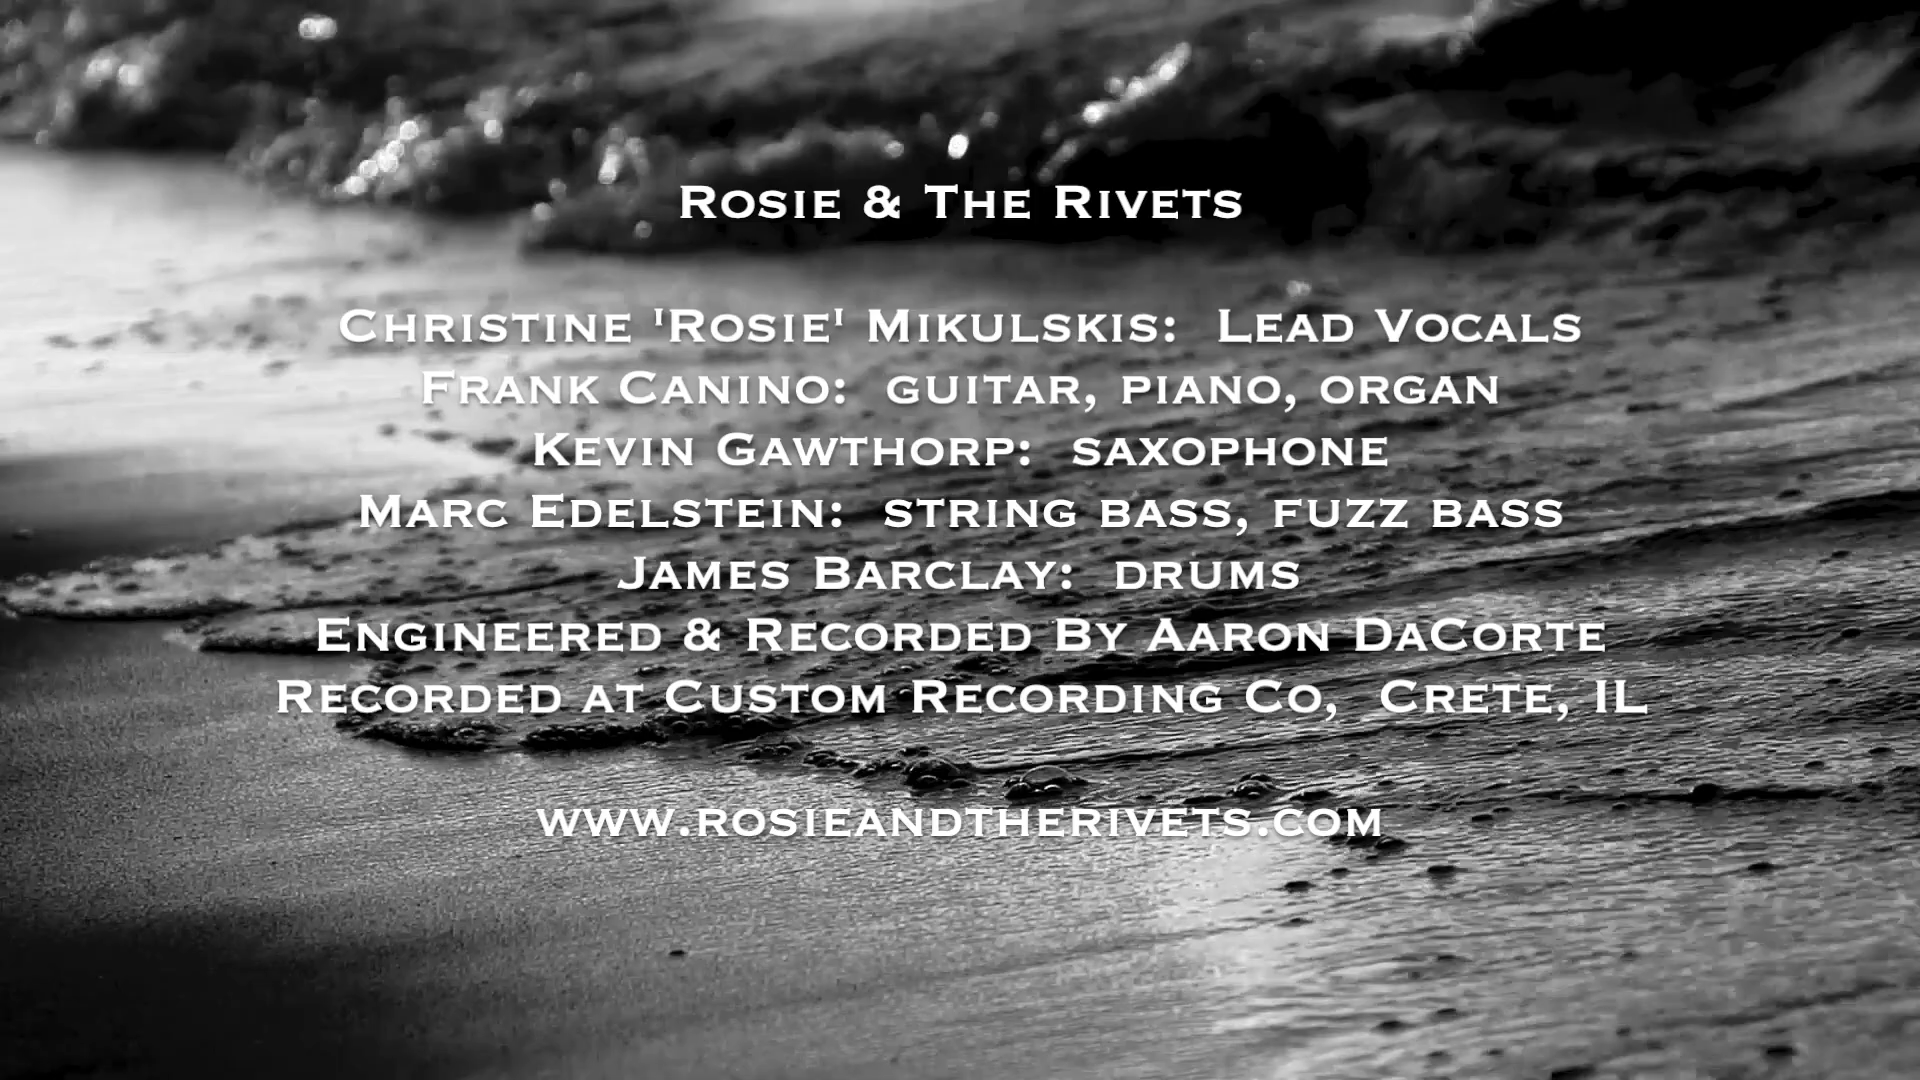 Rosie & The Rivets
Christine 'Rosie' Mikulskis:  Lead Vocals
Frank Canino:  guitar, piano, organ
Kevin Gawthorp:  saxophone
Marc Edelstein:  string bass, fuzz bass
James Barclay:  drums
Engineered & Recorded By Aaron DaCorte
Recorded at Custom Recording Co,  Crete, IL
www.rosieandtherivets.com